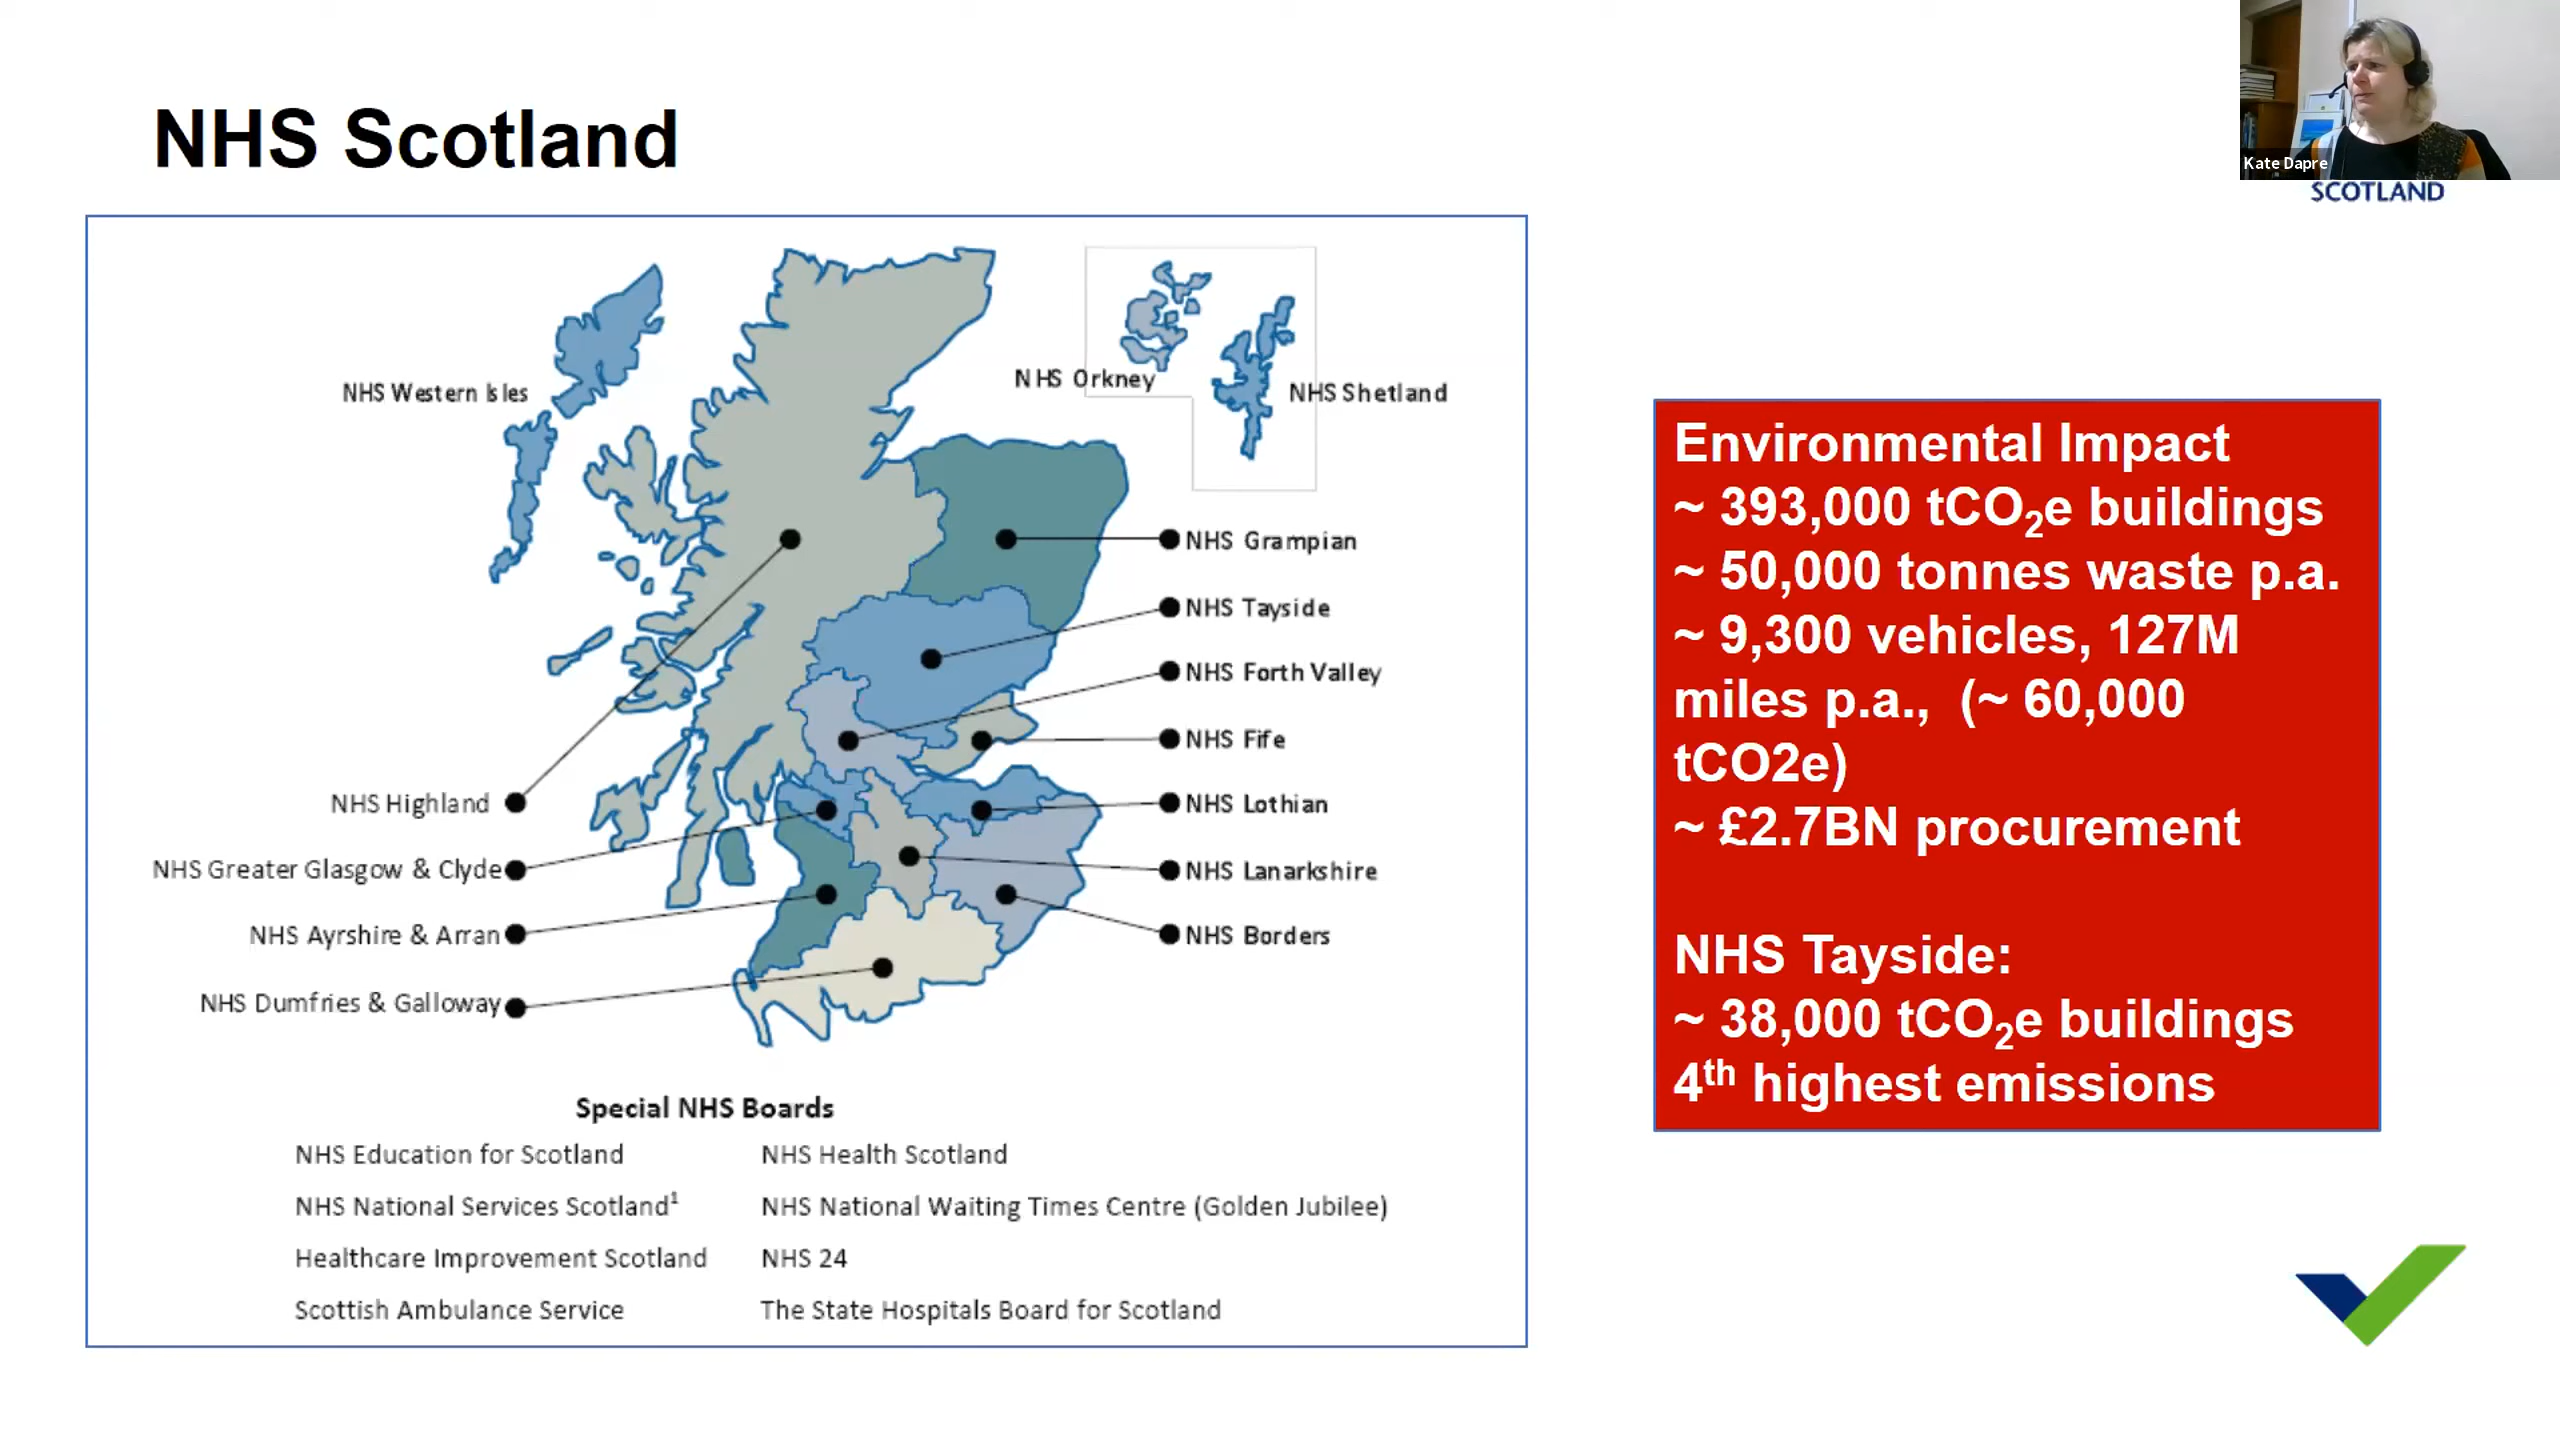 NHS Scotland
Kate Dapre
SCOTLAND
NHS Western Isles
NHS Orkney
NHS Shetland
NHS Grampian
NHS Tayside
NHS Forth Valley
NHS Fife
NHS Highland
NHS Lothian
NHS Greater Glasgow & Clyde
NHS Lanarkshire
NHS Ayrshire & Arran
NHS Borders
NHS Dumfries & Galloway
Special NHS Boards
NHS Education for Scotland
NHS Health Scotland
NHS National Services Scotland¹
NHS National Waiting Times Centre (Golden Jubilee)
Healthcare Improvement Scotland
NHS 24
Scottish Ambulance Service
The State Hospitals Board for Scotland
Environmental Impact
~ 393,000 tCO₂e buildings
~ 50,000 tonnes waste p.a.
~ 9,300 vehicles, 127M
miles p.a., (~ 60,000
tCO2e)
~ £2.7BN procurement
NHS Tayside:
~ 38,000 tCO₂e buildings
4th highest emissions